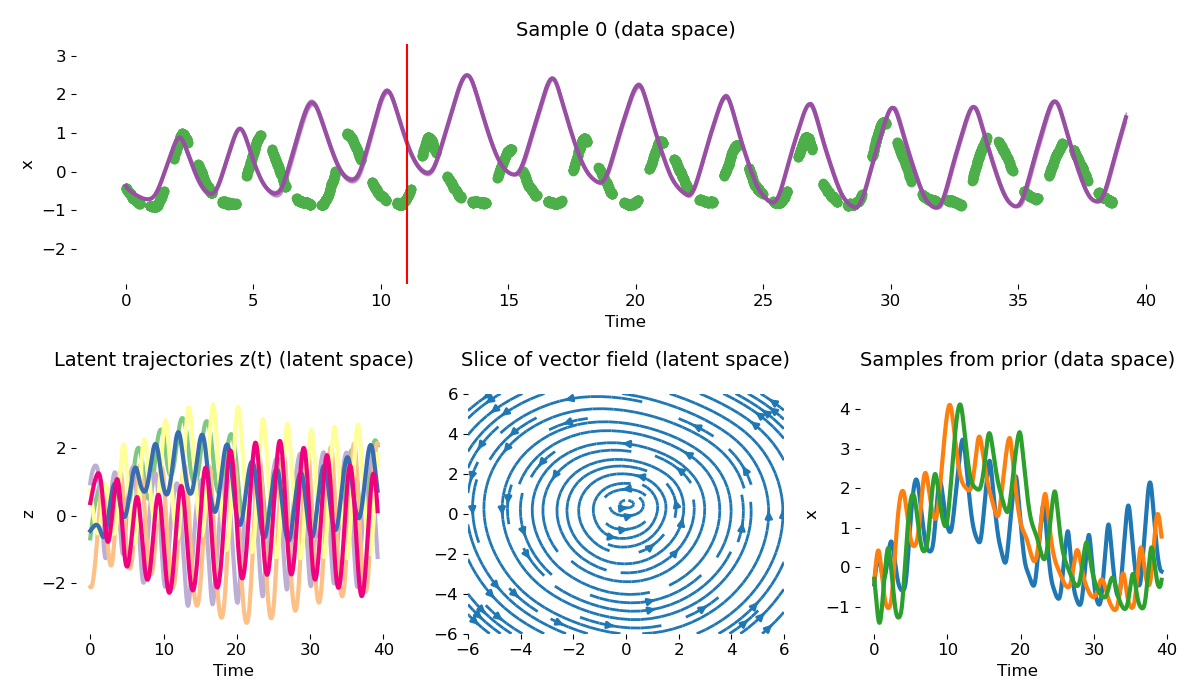 Sample 0 (data space)
3
2
1
0
−1
−2
x
0 5 10 15 20 25 30 35 40
Time
Latent trajectories z(t) (latent space)
2
0
−2
z
0 10 20 30 40
Time
Slice of vector field (latent space)
6
4
2
0
−2
−4
−6
−6 −4 −2 0 2 4 6
Samples from prior (data space)
4
3
2
1
0
−1
x
0 10 20 30 40
Time